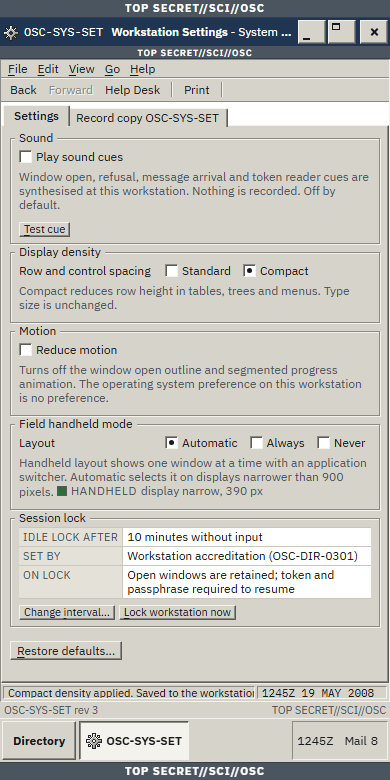 TOP SECRET//SCI//OSC
OSC-SYS-SET Workstation Settings - System ...
TOP SECRET//SCI//OSC
File Edit View Go Help
Back Forward Help Desk Print
Settings Record copy OSC-SYS-SET
Sound
Play sound cues
Window open, refusal, message arrival and token reader cues are
synthesised at this workstation. Nothing is recorded. Off by
default.
Test cue
Display density
Row and control spacing Standard Compact
Compact reduces row height in tables, trees and menus. Type
size is unchanged.
Motion
Reduce motion
Turns off the window open outline and segmented progress
animation. The operating system preference on this workstation
is no preference.
Field handheld mode
Layout Automatic Always Never
Handheld layout shows one window at a time with an application
switcher. Automatic selects it on displays narrower than 900
pixels. HANDHELD display narrow, 390 px
Session lock
IDLE LOCK AFTER 10 minutes without input
SET BY Workstation accreditation (OSC-DIR-0301)
ON LOCK Open windows are retained; token and
passphrase required to resume
Change interval... Lock workstation now
Restore defaults...
Compact density applied. Saved to the workstation 1245Z 19 MAY 2008
OSC-SYS-SET rev 3 TOP SECRET//SCI//OSC
Directory OSC-SYS-SET 1245Z Mail 8
TOP SECRET//SCI//OSC